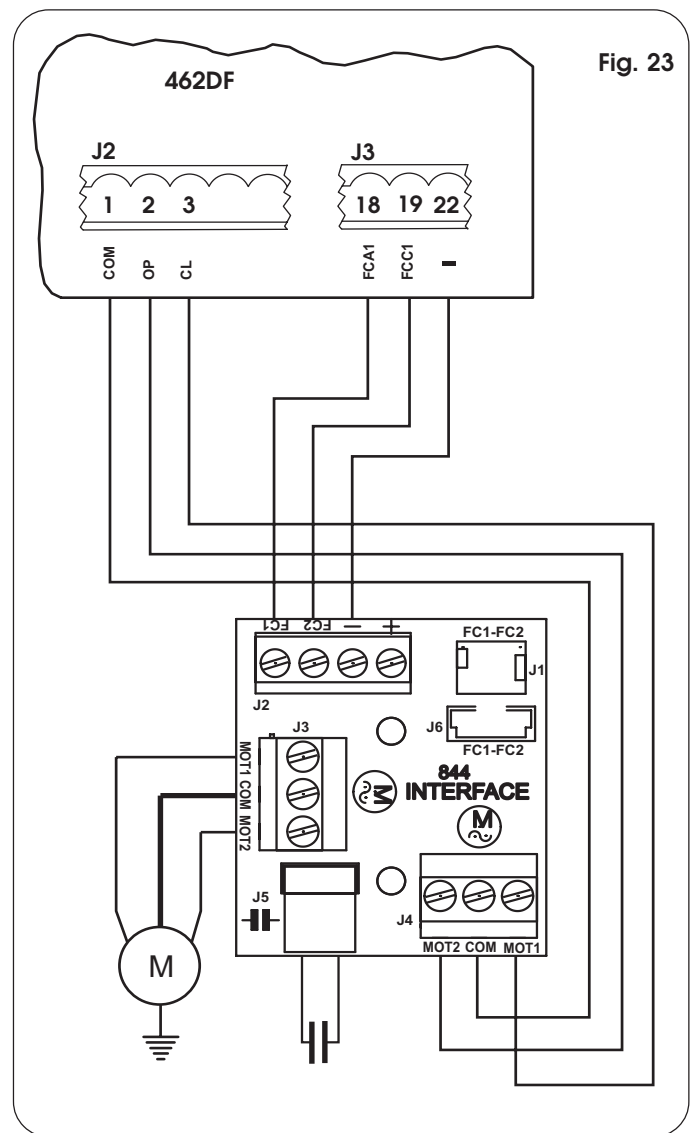 Fig. 23
462DF
J2
J3
1 2 3
18 19 22
COM
OP
CL
FCA1
FCC1
-
FC1 FC2 - +
J2
FC1-FC2
J1
J6
FC1-FC2
J3
MOT1 COM MOT2
M
844
INTERFACE
M
J5
J4
MOT2 COM MOT1
M